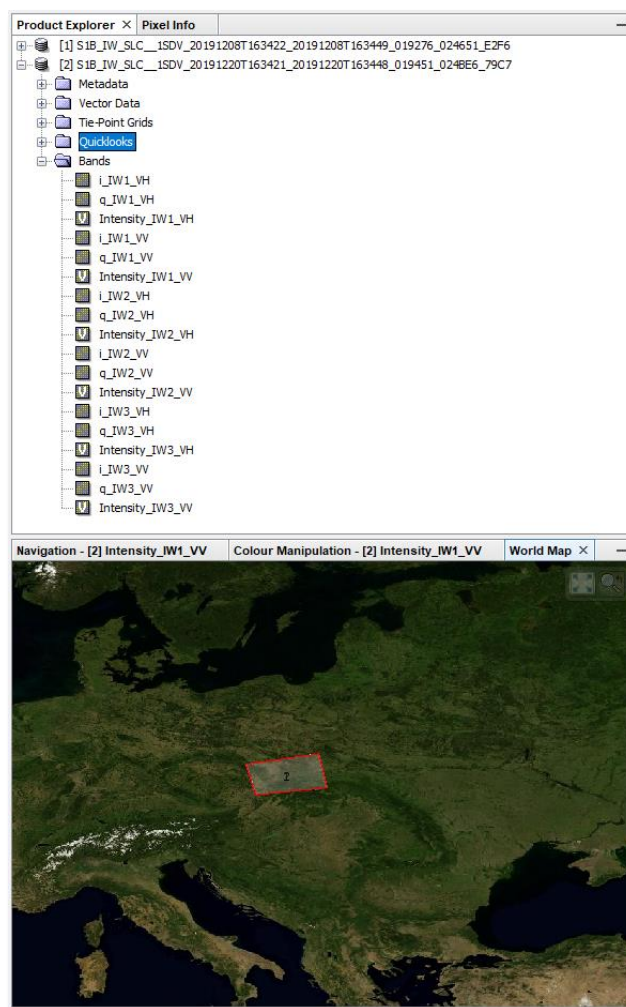 Product Explorer × Pixel Info
[1] S1B_IW_SLC__1SDV_20191208T163422_20191208T163449_019276_024651_E2F6
[2] S1B_IW_SLC__1SDV_20191220T163421_20191220T163448_019451_024BE6_79C7
Metadata
Vector Data
Tie-Point Grids
Quicklooks
Bands
i_IW1_VH
q_IW1_VH
Intensity_IW1_VH
i_IW1_VV
q_IW1_VV
Intensity_IW1_VV
i_IW2_VH
q_IW2_VH
Intensity_IW2_VH
i_IW2_VV
q_IW2_VV
Intensity_IW2_VV
i_IW3_VH
q_IW3_VH
Intensity_IW3_VH
i_IW3_VV
q_IW3_VV
Intensity_IW3_VV
Navigation - [2] Intensity_IW1_VV Colour Manipulation - [2] Intensity_IW1_VV World Map ×